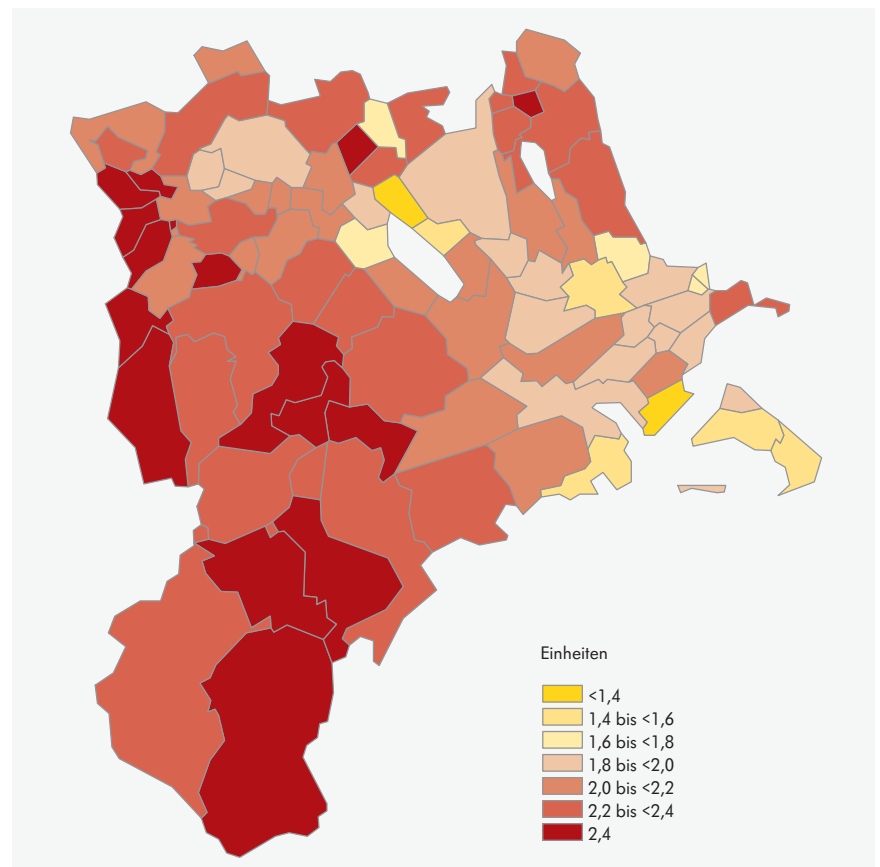 Einheiten
<1,4
1,4 bis <1,6
1,6 bis <1,8
1,8 bis <2,0
2,0 bis <2,2
2,2 bis <2,4
2,4